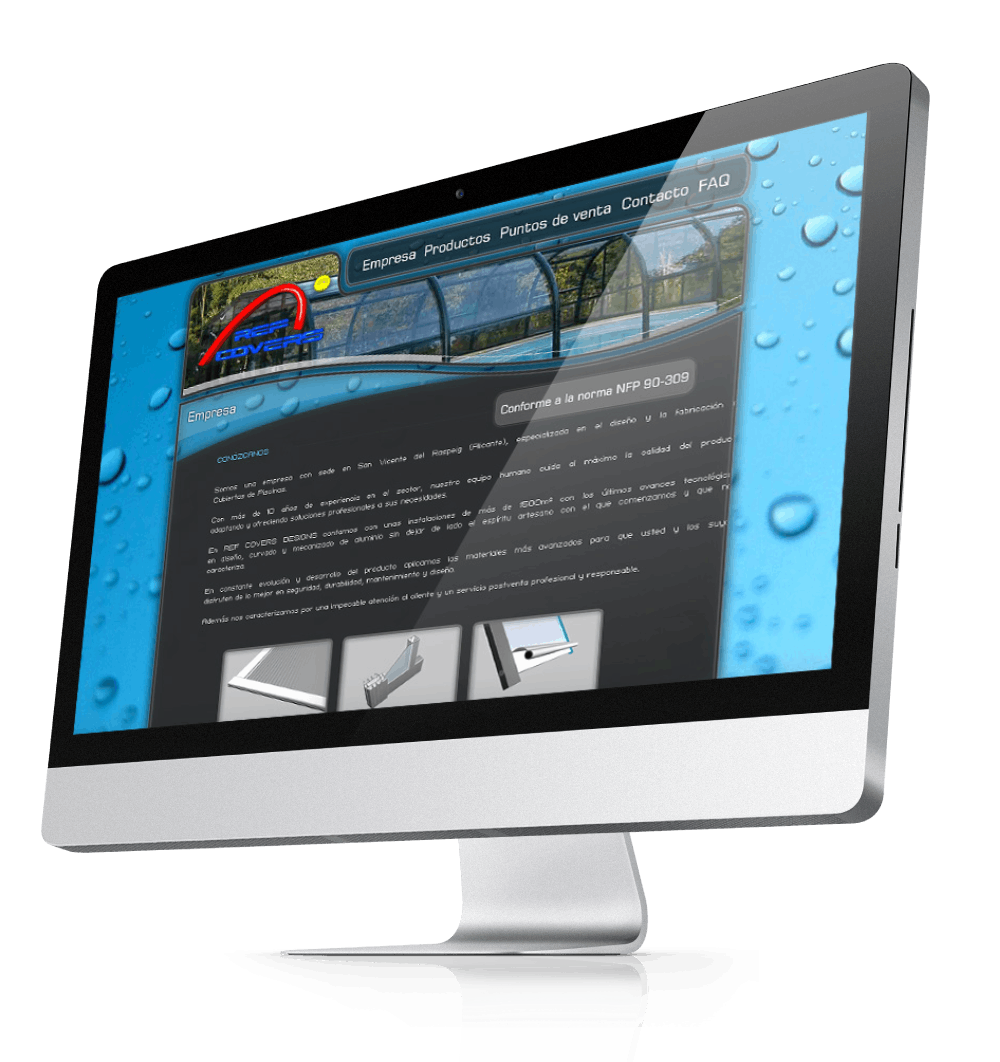 Empresa Productos Puntos de venta Contacto FAQ
REP
COVERS
Empresa
Conforme a la norma NFP 90-309
CONOZCANOS
Somos una empresa con sede en San Vicente del Raspeig (Alicante), especializada en el diseño y la fabricación
Cubiertas de Piscinas.
Con más de 10 años de experiencia en el sector, nuestro equipo humano cuida al máximo la calidad del produc
adaptando y ofreciendo soluciones profesionales a sus necesidades.
En REP COVERS DESIGNS contamos con unas instalaciones de más de 1500m² con los últimos avances tecnológic
en diseño, curvado y mecanizado de aluminio sin dejar de lado el espíritu artesano con el que comenzamos y que n
caracteriza.
En constante evolución y desarrollo del producto aplicamos los materiales más avanzados para que usted y los suy
disfruten de lo mejor en seguridad, durabilidad, mantenimiento y diseño.
Además nos caracterizamos por una impecable atención al cliente y un servicio postventa profesional y responsable.